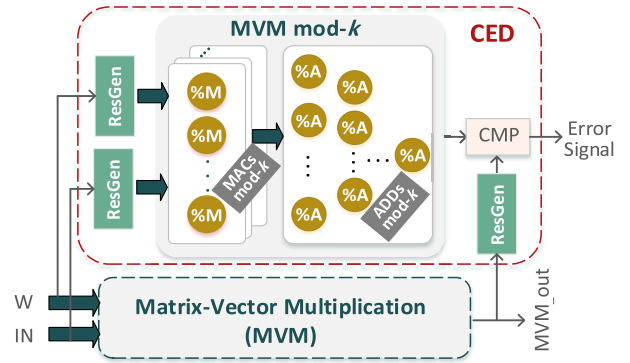 MVM mod-k
CED
ResGen
ResGen
%M
%M
%M
MACs
mod-k
%A
%A
%A
%A
%A
%A
%A
ADDs
mod-k
CMP
Error
Signal
ResGen
W
IN
Matrix-Vector Multiplication
(MVM)
MVM_out